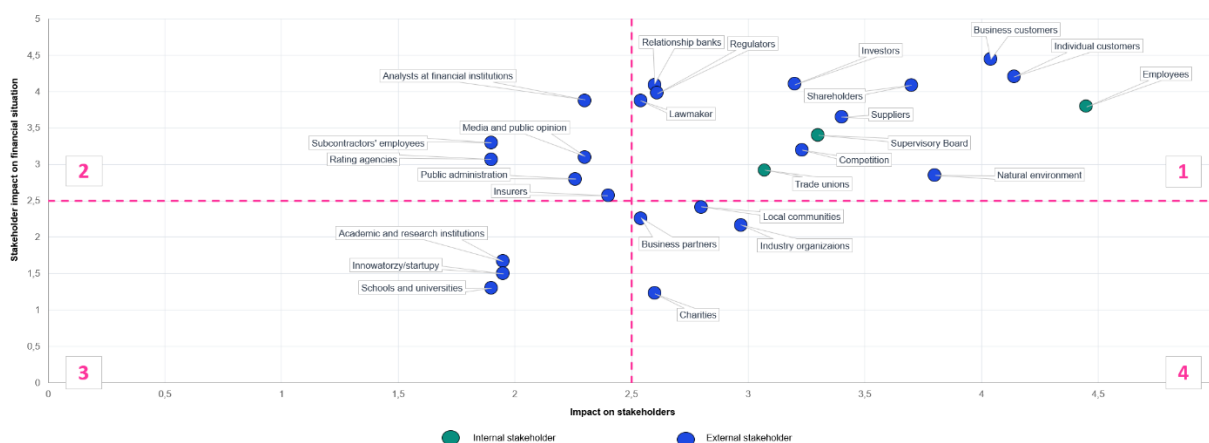 Stakeholder impact on financial situation
5
4,5
4
3,5
3
2,5
2
1,5
1
0,5
0
Business customers
Relationship banks
Regulators
Individual customers
Investors
Analysts at financial institutions
Employees
Shareholders
Lawmaker
Suppliers
Media and public opinion
Subcontractors' employees
Supervisory Board
Rating agencies
Competition
2
1
Public administration
Trade unions
Natural environment
Insurers
Local communities
Academic and research institutions
Business partners
Industry organizaions
Innowatorzy/startupy
Schools and universities
Charities
3
4
0
0,5
1
1,5
2
2,5
3
3,5
4
4,5
Impact on stakeholders
Internal stakeholder
External stakeholder